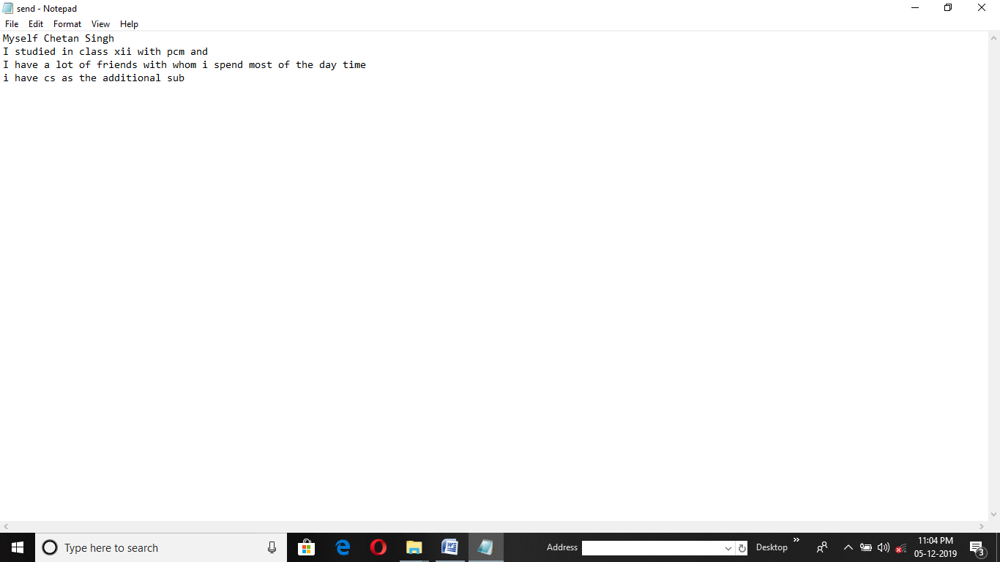 send - Notepad
File Edit Format View Help
Myself Chetan Singh
I studied in class xii with pcm and
I have a lot of friends with whom i spend most of the day time
i have cs as the additional sub
Type here to search
Address
Desktop
»
11:04 PM
05-12-2019
3